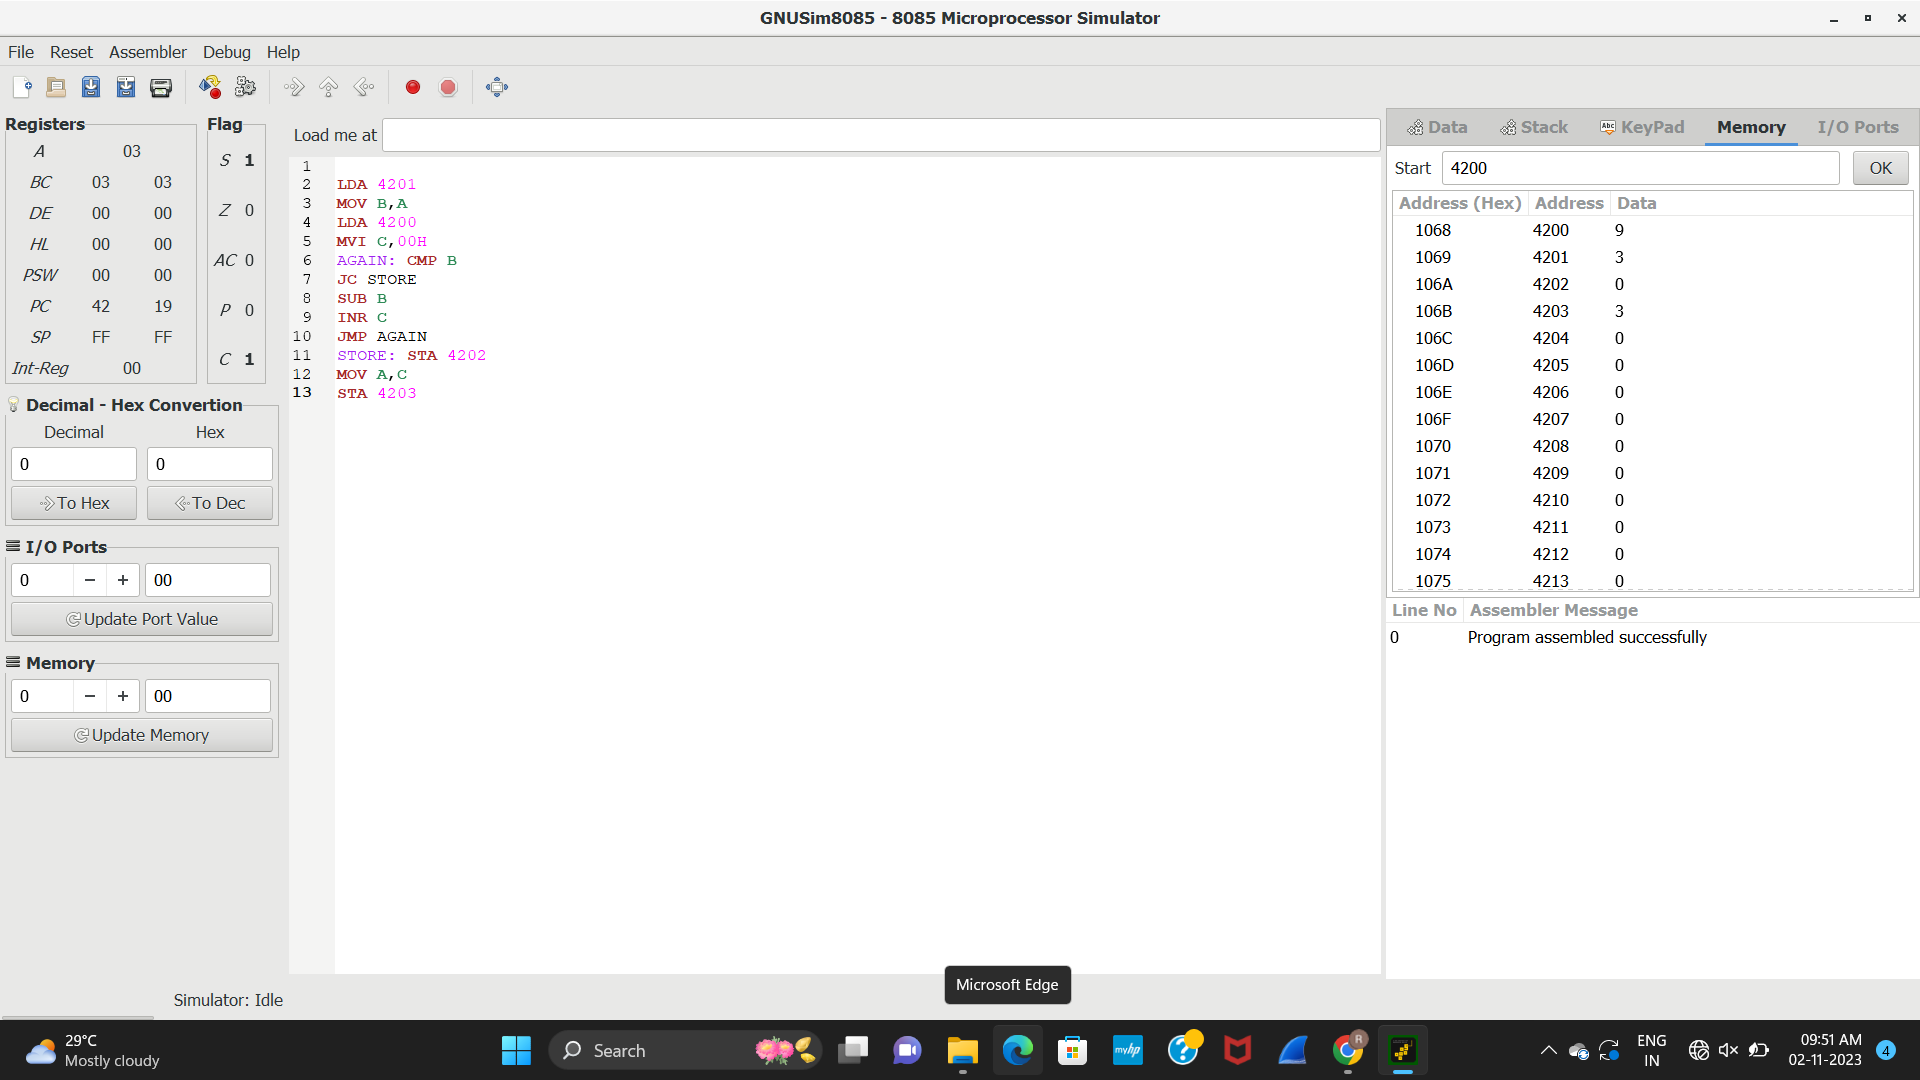 GNUSim8085 - 8085 Microprocessor Simulator
File Reset Assembler Debug Help
Registers
A 03
BC 03 03
DE 00 00
HL 00 00
PSW 00 00
PC 42 19
SP FF FF
Int-Reg 00
Flag
S 1
Z 0
AC 0
P 0
C 1
Decimal - Hex Convertion
Decimal Hex
0 0
To Hex To Dec
I/O Ports
0 − + 00
Update Port Value
Memory
0 − + 00
Update Memory
Load me at
1
2 LDA 4201
3 MOV B,A
4 LDA 4200
5 MVI C,00H
6 AGAIN: CMP B
7 JC STORE
8 SUB B
9 INR C
10 JMP AGAIN
11 STORE: STA 4202
12 MOV A,C
13 STA 4203
Data Stack Abc KeyPad Memory I/O Ports
Start 4200 OK
Address (Hex) Address Data
1068 4200 9
1069 4201 3
106A 4202 0
106B 4203 3
106C 4204 0
106D 4205 0
106E 4206 0
106F 4207 0
1070 4208 0
1071 4209 0
1072 4210 0
1073 4211 0
1074 4212 0
1075 4213 0
Line No Assembler Message
0 Program assembled successfully
Microsoft Edge
Simulator: Idle
29°C
Mostly cloudy
Search
myhp
?
R
ENG
IN
09:51 AM
02-11-2023
4